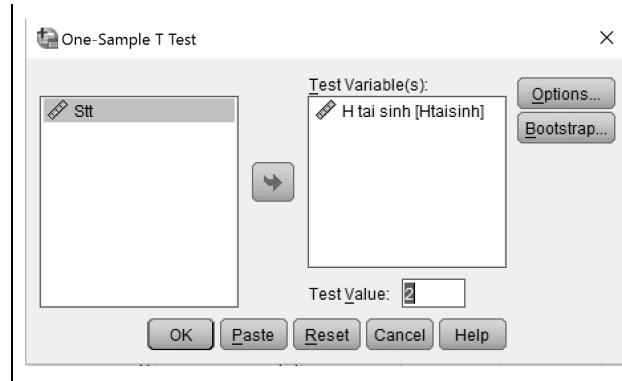 One-Sample T Test
Test Variable(s):
Stt
H tai sinh [Htaisinh]
Options...
Bootstrap...
Test Value: 2
OK Paste Reset Cancel Help